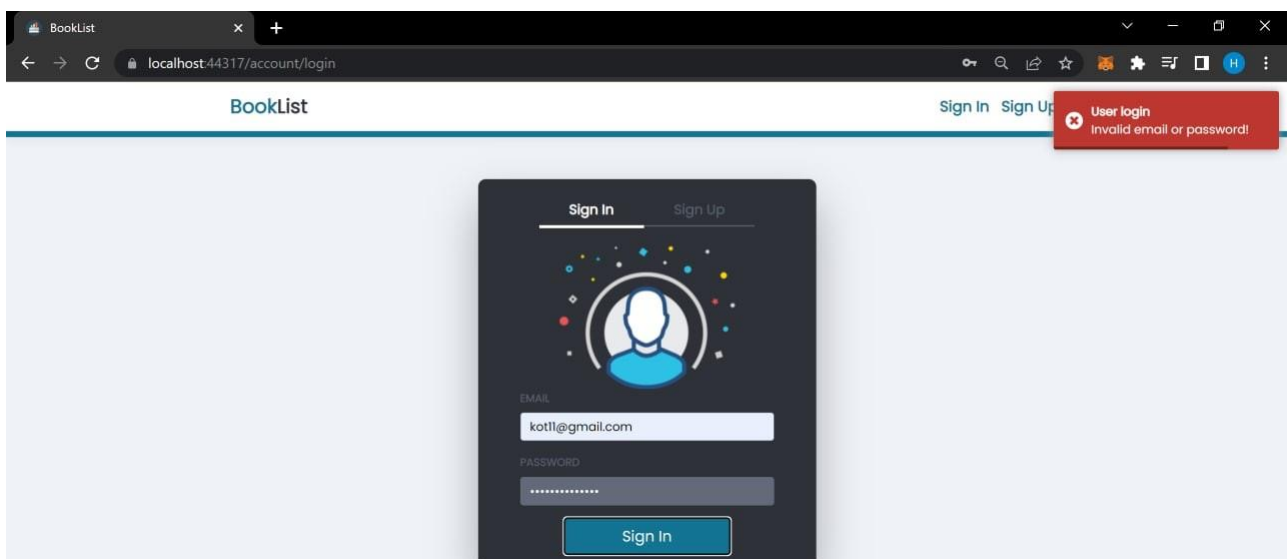 BookList
localhost:44317/account/login
H
BookList
Sign In Sign Up
User login
Invalid email or password!
Sign In Sign Up
EMAIL
kot11@gmail.com
PASSWORD
Sign In